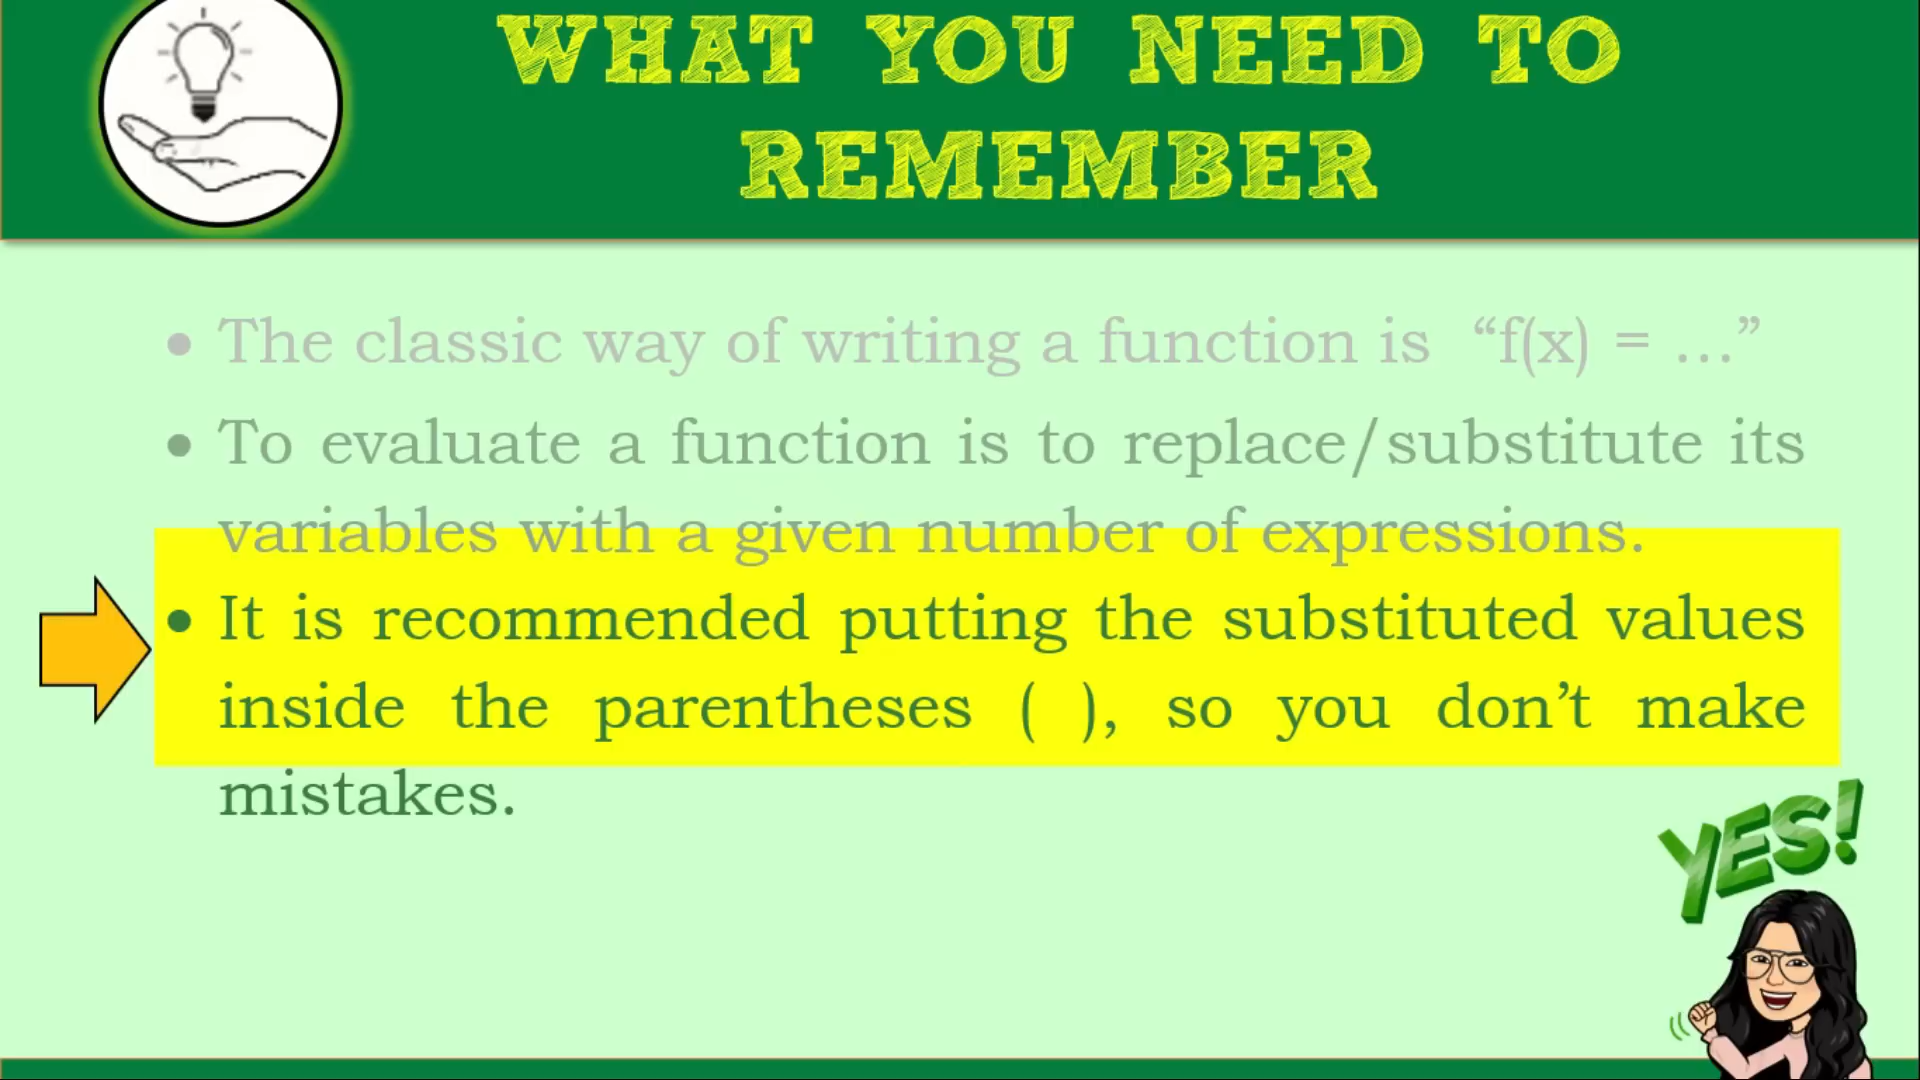 WHAT YOU NEED TO
REMEMBER
• The classic way of writing a function is “f(x) = …”
• To evaluate a function is to replace/substitute its
variables with a given number of expressions.
• It is recommended putting the substituted values
inside the parentheses ( ), so you don’t make
mistakes.
YES!